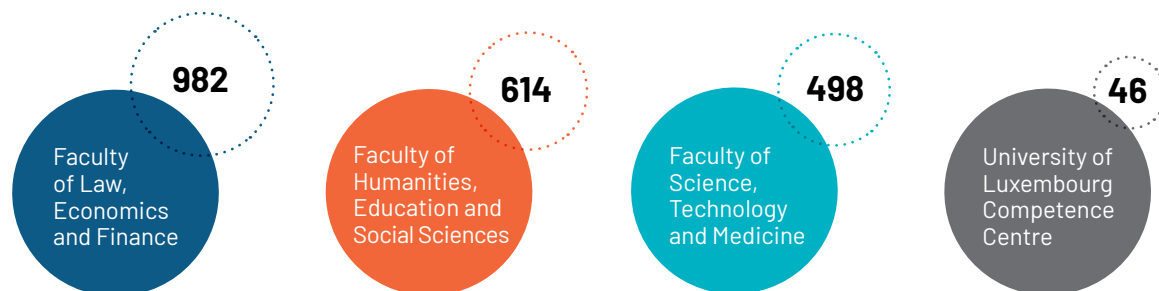 982
Faculty
of Law,
Economics
and Finance
614
Faculty of
Humanities,
Education and
Social Sciences
498
Faculty of
Science,
Technology
and Medicine
46
University of
Luxembourg
Competence
Centre